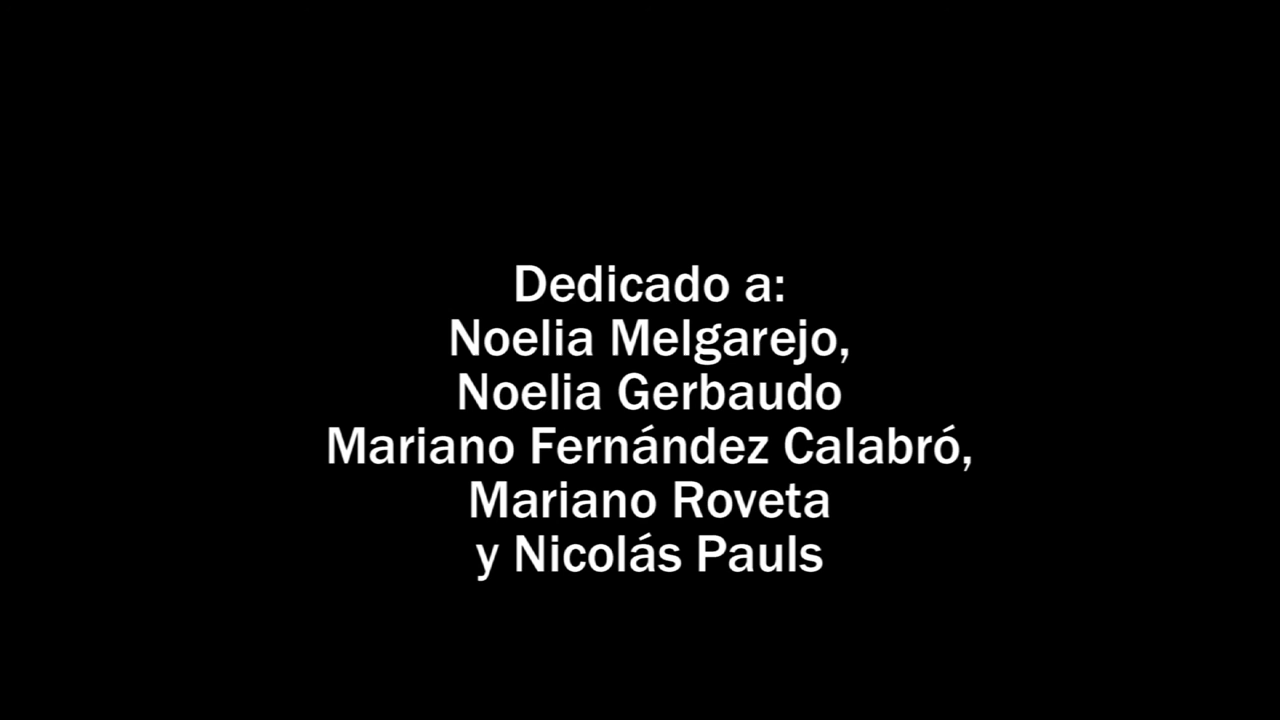 Dedicado a:
Noelia Melgarejo,
Noelia Gerbaudo
Mariano Fernández Calabró,
Mariano Roveta
y Nicolás Pauls